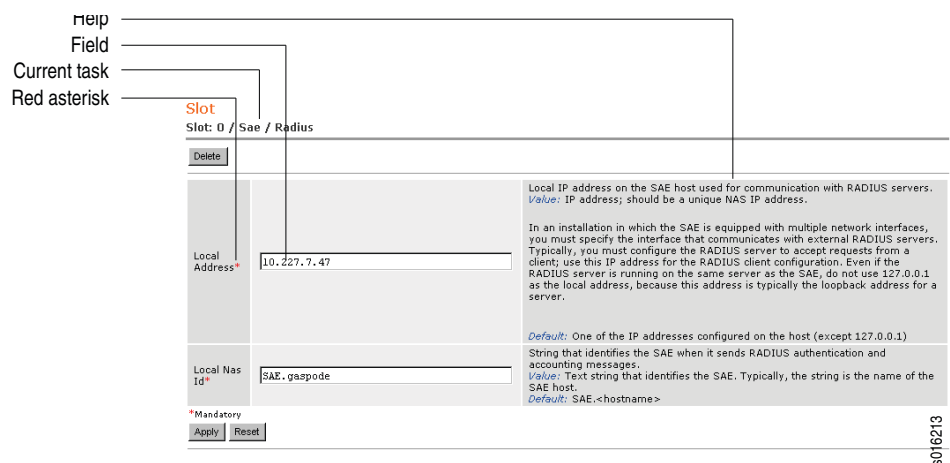 Help
Field
Current task
Red asterisk
Slot
Slot: 0 / Sae / Radius
Delete
Local
Address*
10.227.7.47
Local IP address on the SAE host used for communication with RADIUS servers.
Value: IP address; should be a unique NAS IP address.
In an installation in which the SAE is equipped with multiple network interfaces,
you must specify the interface that communicates with external RADIUS servers.
Typically, you must configure the RADIUS server to accept requests from a
client; use this IP address for the RADIUS client configuration. Even if the
RADIUS server is running on the same server as the SAE, do not use 127.0.0.1
as the local address, because this address is typically the loopback address for a
server.
Default: One of the IP addresses configured on the host (except 127.0.0.1)
Local Nas
Id*
SAE.gaspode
String that identifies the SAE when it sends RADIUS authentication and
accounting messages.
Value: Text string that identifies the SAE. Typically, the string is the name of the
SAE host.
Default: SAE.<hostname>
*Mandatory
Apply
Reset
s016213